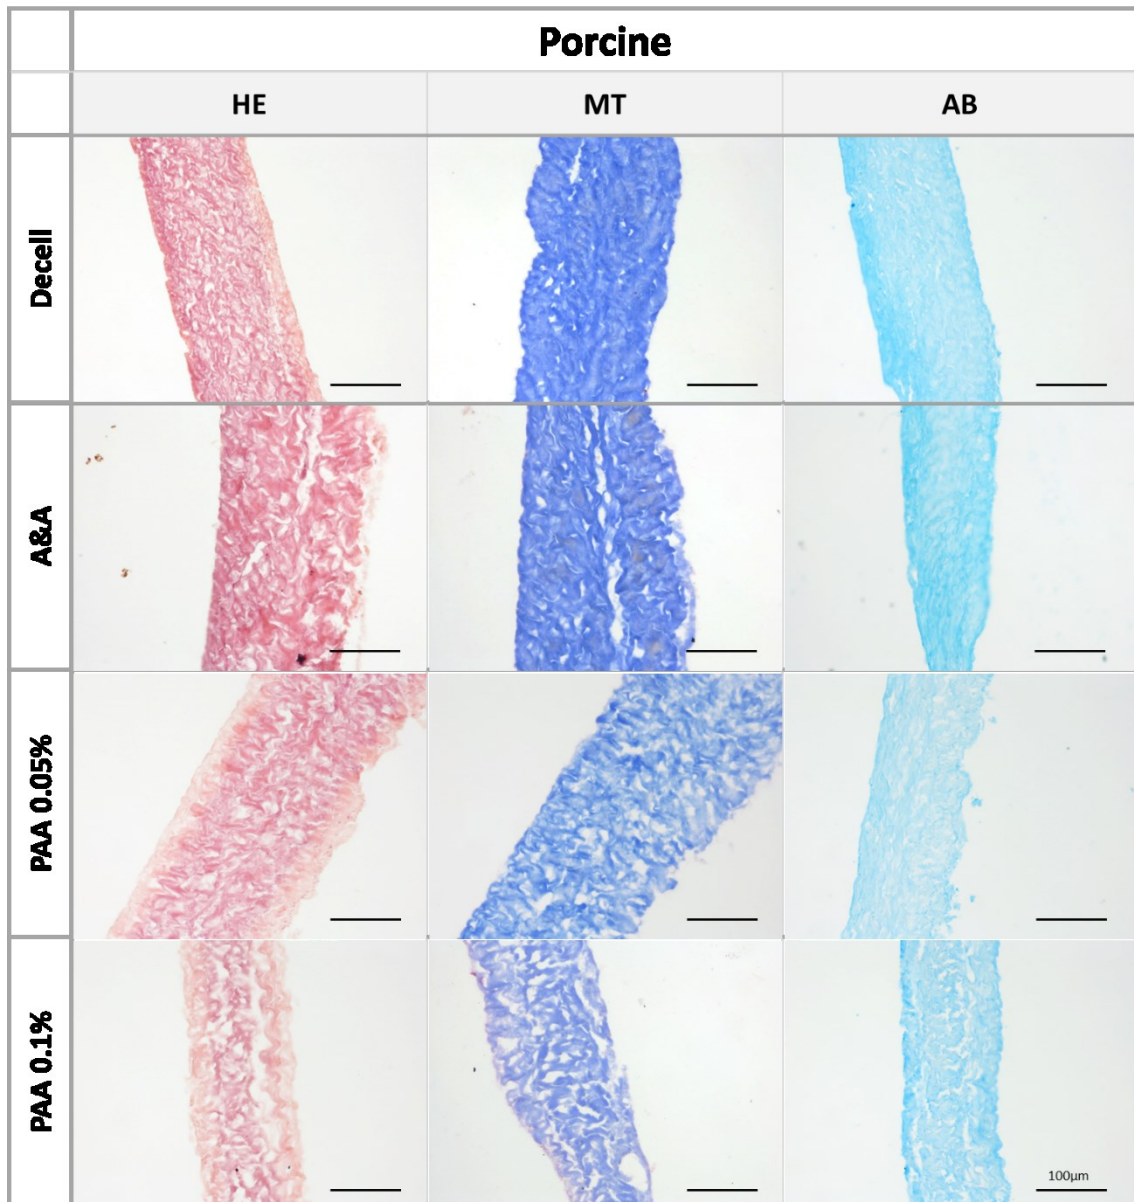 Porcine
HE
MT
AB
Decell
A&A
PAA 0.05%
PAA 0.1%
100µm